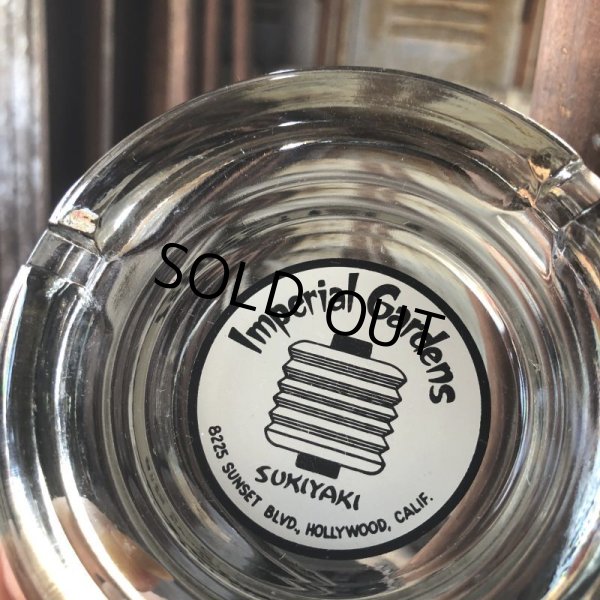 SOLD OUT
Imperial Gardens
SUKIYAKI
8225 SUNSET BLVD., HOLLYWOOD, CALIF.